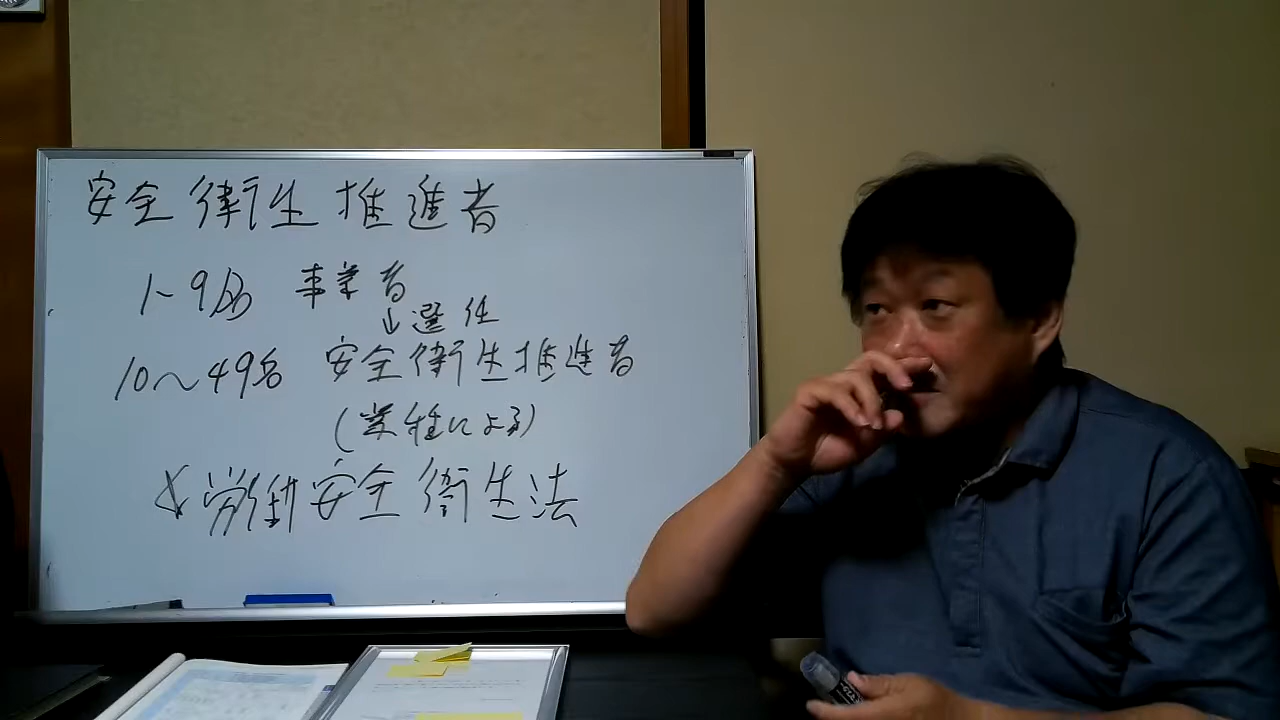 安全衛生推進者
1~9名 事業者
↓選任
10~49名 安全衛生推進者
(業種による)
労働安全衛生法